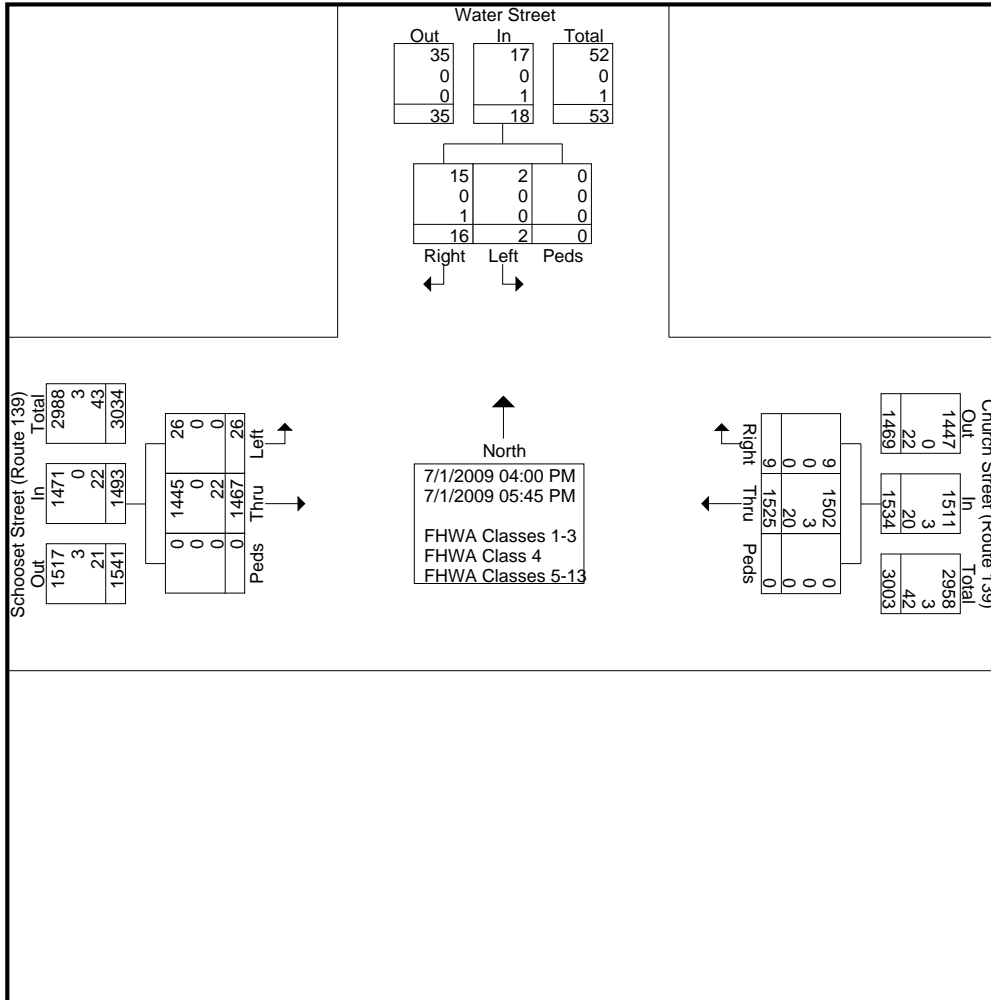 Water Street
Out In Total
35 17 52
0 0 0
0 1 1
35 18 53
15 2 0
0 0 0
1 0 0
16 2 0
Right Left Peds
Schooset Street (Route 139)
Total In Out
2988 1471 1517
3 0 3
43 22 21
3034 1493 1541
26 1445 0
0 0 0
0 22 0
26 1467 0
Left Thru Peds
North
7/1/2009 04:00 PM
7/1/2009 05:45 PM
FHWA Classes 1-3
FHWA Class 4
FHWA Classes 5-13
Church Street (Route 139)
Out In Total
1447 1511 2958
0 3 3
22 20 42
1469 1534 3003
9 1502 0
0 3 0
0 20 0
9 1525 0
Right Thru Peds